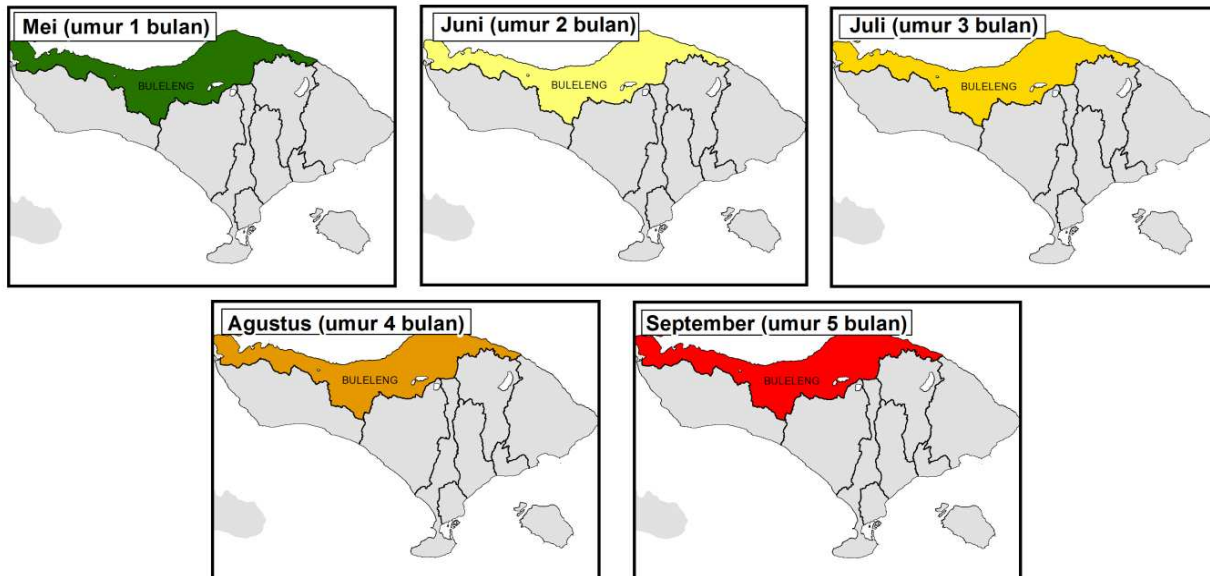 Mei (umur 1 bulan)
BULELENG
Juni (umur 2 bulan)
BULELENG
Juli (umur 3 bulan)
BULELENG
Agustus (umur 4 bulan)
BULELENG
September (umur 5 bulan)
BULELENG